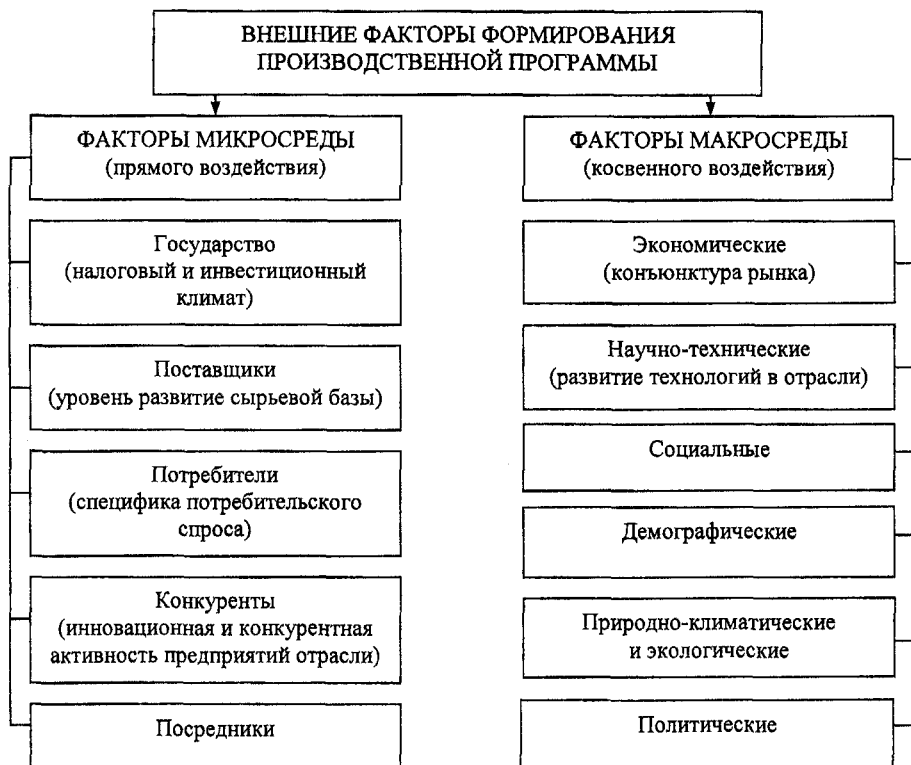 ВНЕШНИЕ ФАКТОРЫ ФОРМИРОВАНИЯ
ПРОИЗВОДСТВЕННОЙ ПРОГРАММЫ
ФАКТОРЫ МИКРОСРЕДЫ
(прямого воздействия)
Государство
(налоговый и инвестиционный
климат)
Поставщики
(уровень развитие сырьевой базы)
Потребители
(специфика потребительского
спроса)
Конкуренты
(инновационная и конкурентная
активность предприятий отрасли)
Посредники
ФАКТОРЫ МАКРОСРЕДЫ
(косвенного воздействия)
Экономические
(конъюнктура рынка)
Научно-технические
(развитие технологий в отрасли)
Социальные
Демографические
Природно-климатические
и экологические
Политические